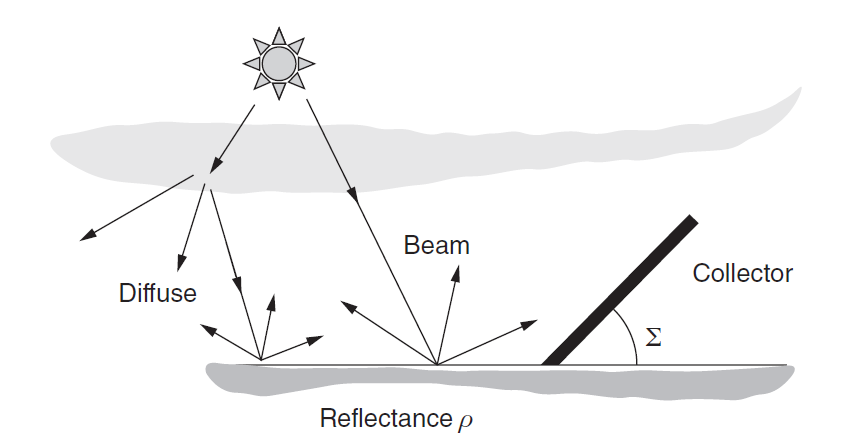 Beam
Collector
Diffuse
Σ
Reflectance ρ